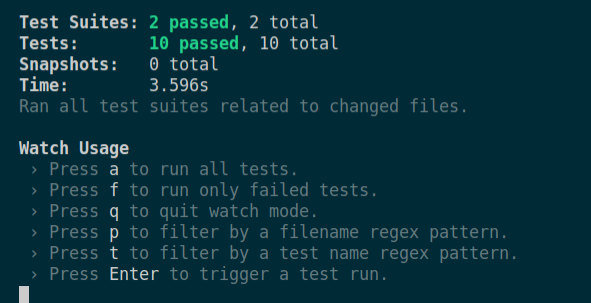 Test Suites: 2 passed, 2 total
Tests:       10 passed, 10 total
Snapshots:   0 total
Time:        3.596s
Ran all test suites related to changed files.

Watch Usage
 › Press a to run all tests.
 › Press f to run only failed tests.
 › Press q to quit watch mode.
 › Press p to filter by a filename regex pattern.
 › Press t to filter by a test name regex pattern.
 › Press Enter to trigger a test run.